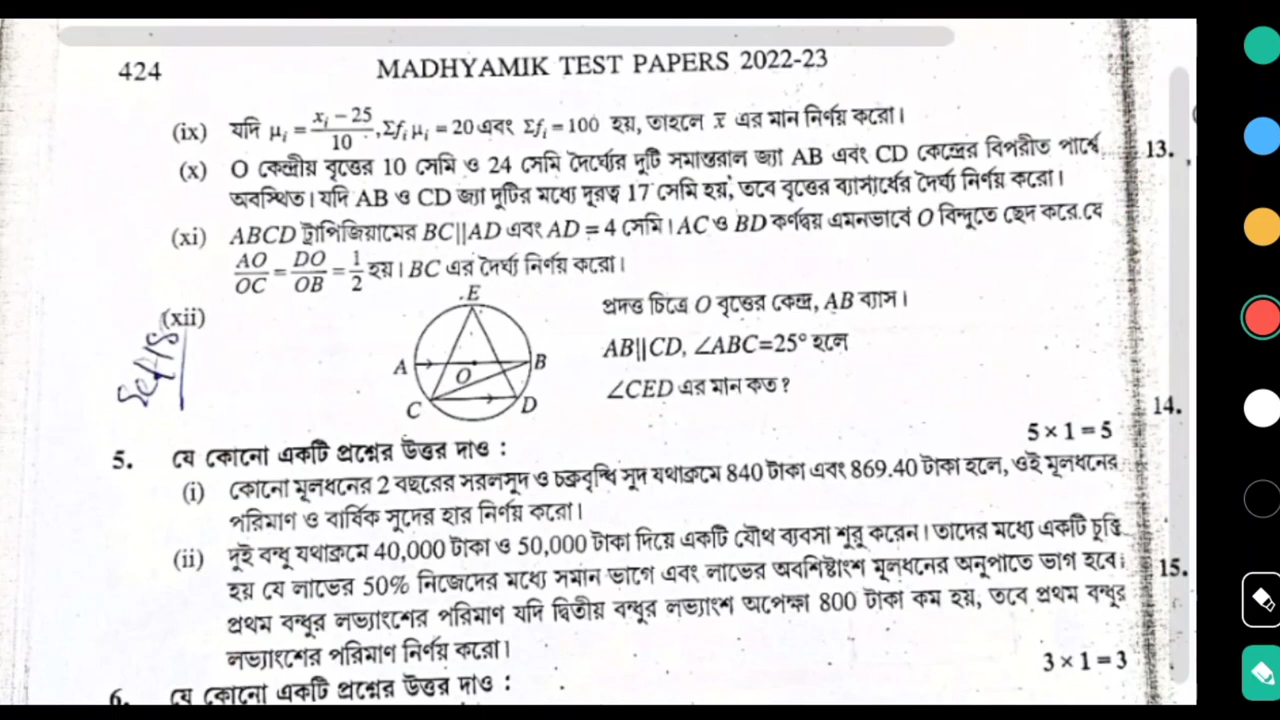 424
MADHYAMIK TEST PAPERS 2022-23
(ix) যদি μᵢ = (xᵢ − 25)/10, Σfᵢμᵢ = 20 এবং Σfᵢ = 100 হয়, তাহলে x̄ এর মান নির্ণয় করো।
(x) O কেন্দ্রীয় বৃত্তের 10 সেমি ও 24 সেমি দৈর্ঘ্যের দুটি সমান্তরাল জ্যা AB এবং CD কেন্দ্রের বিপরীত পার্শ্বে
13.
অবস্থিত। যদি AB ও CD জ্যা দুটির মধ্যে দূরত্ব 17 সেমি হয়, তবে বৃত্তের ব্যাসার্ধের দৈর্ঘ্য নির্ণয় করো।
(xi) ABCD ট্রাপিজিয়ামের BC||AD এবং AD = 4 সেমি। AC ও BD কর্ণদ্বয় এমনভাবে O বিন্দুতে ছেদ করে যে
AO/OC = DO/OB = 1/2 হয়। BC এর দৈর্ঘ্য নির্ণয় করো।
(xii)
E
A
O
B
C
D
প্রদত্ত চিত্রে O বৃত্তের কেন্দ্র, AB ব্যাস।
AB||CD, ∠ABC=25° হলে
∠CED এর মান কত?
14.
5 × 1 = 5
5. যে কোনো একটি প্রশ্নের উত্তর দাও :
(i) কোনো মূলধনের 2 বছরের সরলসুদ ও চক্রবৃদ্ধি সুদ যথাক্রমে 840 টাকা এবং 869.40 টাকা হলে, ওই মূলধনের
পরিমাণ ও বার্ষিক সুদের হার নির্ণয় করো।
(ii) দুই বন্ধু যথাক্রমে 40,000 টাকা ও 50,000 টাকা দিয়ে একটি যৌথ ব্যবসা শুরু করেন। তাদের মধ্যে একটি চুক্তি
হয় যে লাভের 50% নিজেদের মধ্যে সমান ভাগে এবং লাভের অবশিষ্টাংশ মূলধনের অনুপাতে ভাগ হবে।
15.
প্রথম বন্ধুর লভ্যাংশের পরিমাণ যদি দ্বিতীয় বন্ধুর লভ্যাংশ অপেক্ষা 800 টাকা কম হয়, তবে প্রথম বন্ধুর
লভ্যাংশের পরিমাণ নির্ণয় করো।
3 × 1 = 3
6. যে কোনো একটি প্রশ্নের উত্তর দাও :